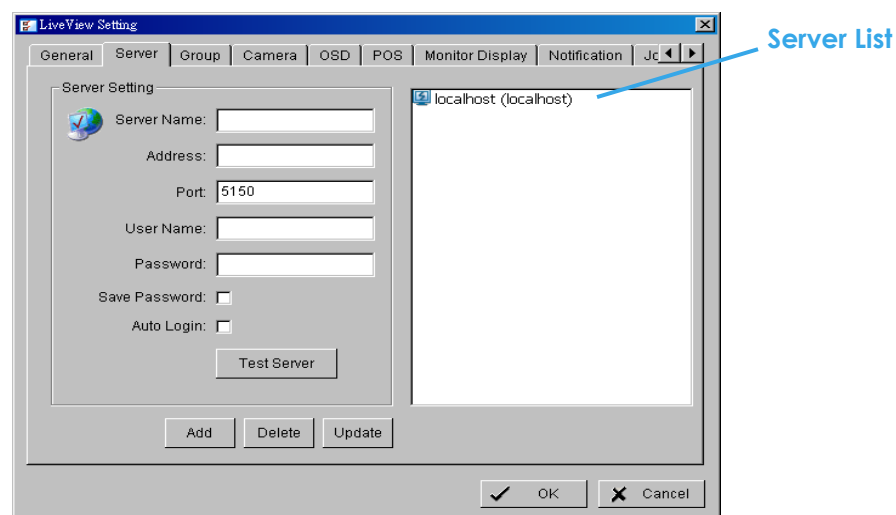 LiveView Setting
Server List
General Server Group Camera OSD POS Monitor Display Notification
Server Setting
localhost (localhost)
Server Name:
Address:
Port: 5150
User Name:
Password:
Save Password:
Auto Login:
Test Server
Add Delete Update
OK Cancel